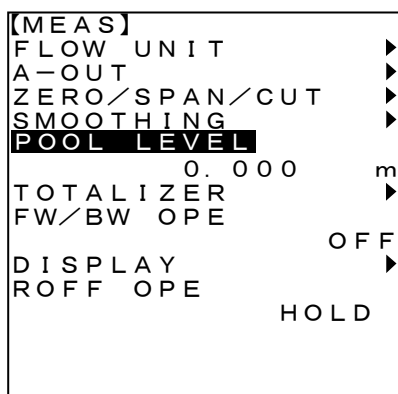 【MEAS】
FLOW UNIT ▶
A－OUT ▶
ZERO／SPAN／CUT ▶
SMOOTHING ▶
POOL LEVEL
0. 000 m
TOTALIZER ▶
FW／BW OPE
OFF
DISPLAY ▶
ROFF OPE
HOLD